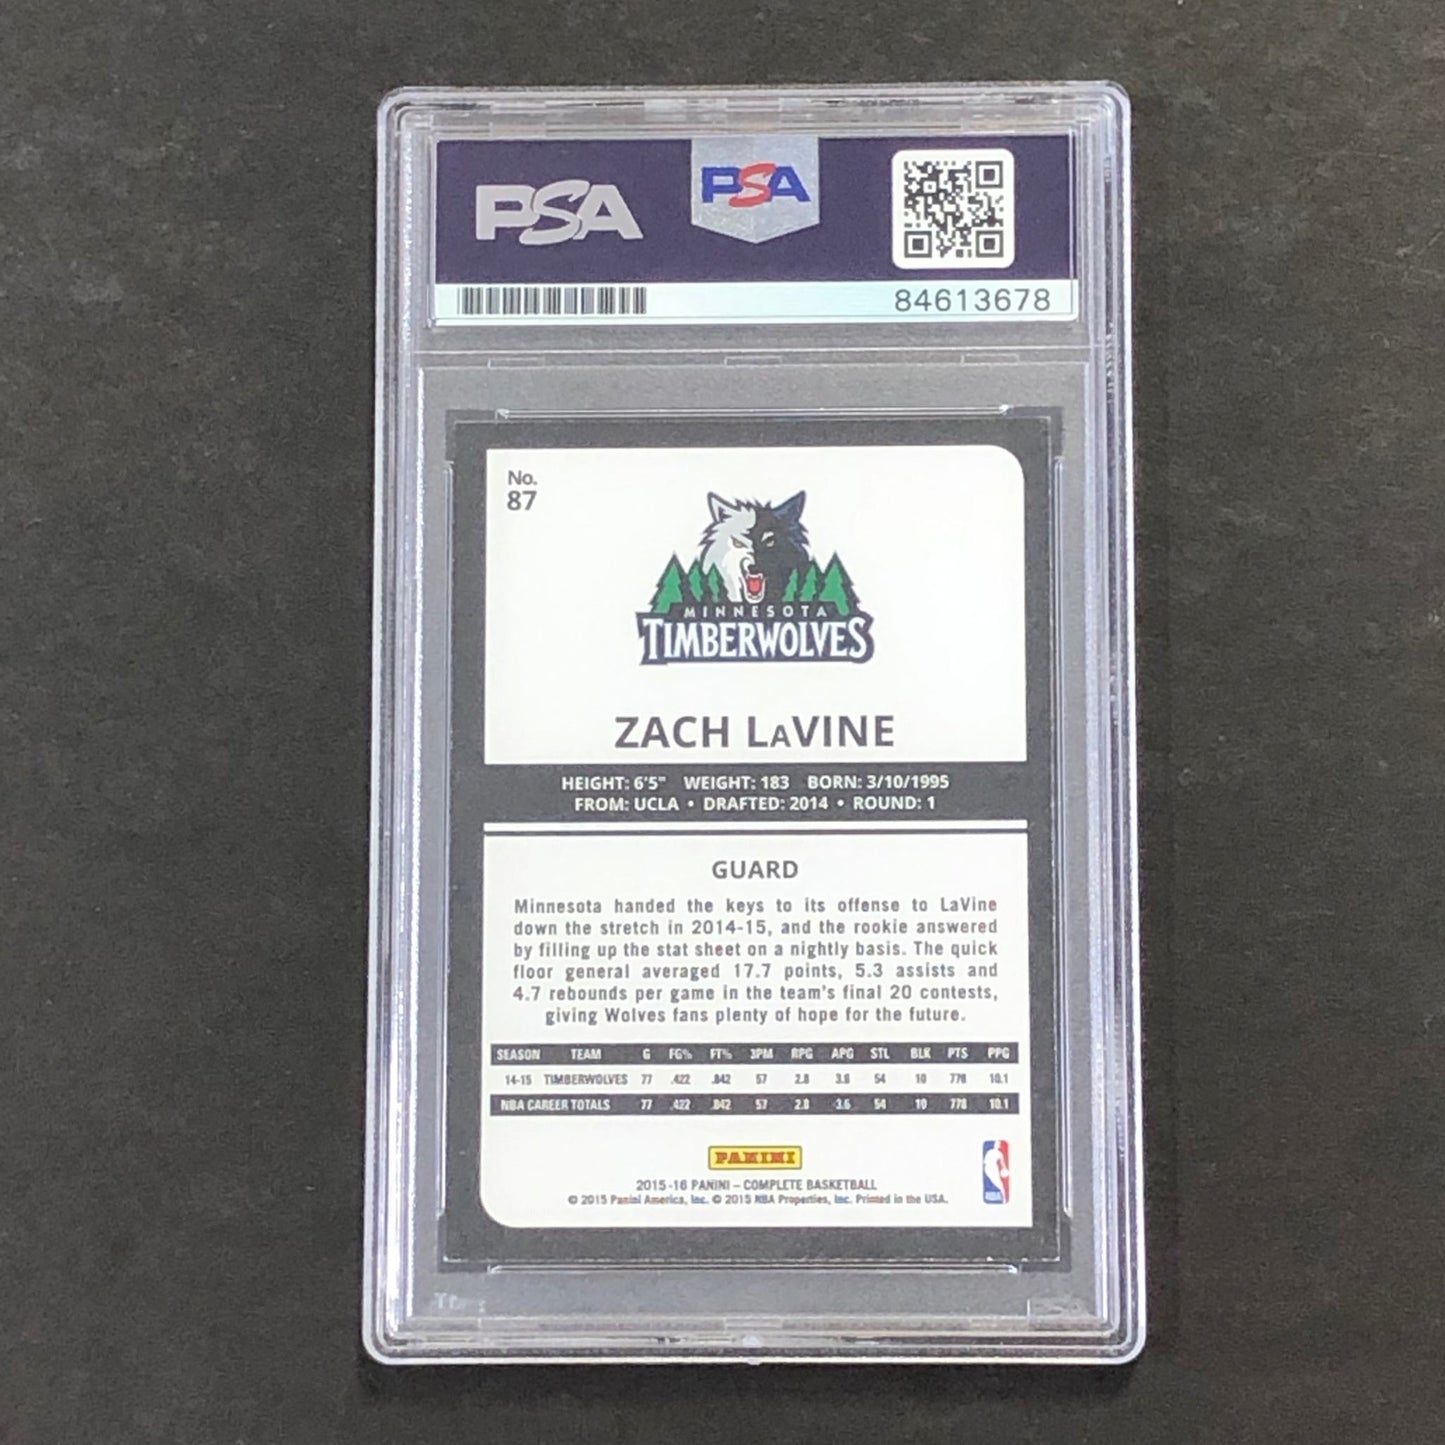 PSA
PSA
84613678
No.
87
MINNESOTA
TIMBERWOLVES
ZACH LaVINE
HEIGHT: 6'5" WEIGHT: 183 BORN: 3/10/1995
FROM: UCLA • DRAFTED: 2014 • ROUND: 1
GUARD
Minnesota handed the keys to its offense to LaVine
down the stretch in 2014-15, and the rookie answered
by filling up the stat sheet on a nightly basis. The quick
floor general averaged 17.7 points, 5.3 assists and
4.7 rebounds per game in the team's final 20 contests,
giving Wolves fans plenty of hope for the future.
SEASON TEAM G FG% FT% 3PM RPG APG STL BLK PTS PPG
14-15 TIMBERWOLVES 77 .422 .842 57 2.8 3.6 54 10 778 10.1
NBA CAREER TOTALS 77 .422 .842 57 2.8 3.6 54 10 778 10.1
PANINI
2015-16 PANINI – COMPLETE BASKETBALL
© 2015 Panini America, Inc. © 2015 NBA Properties, Inc. Printed in the USA.
NBA